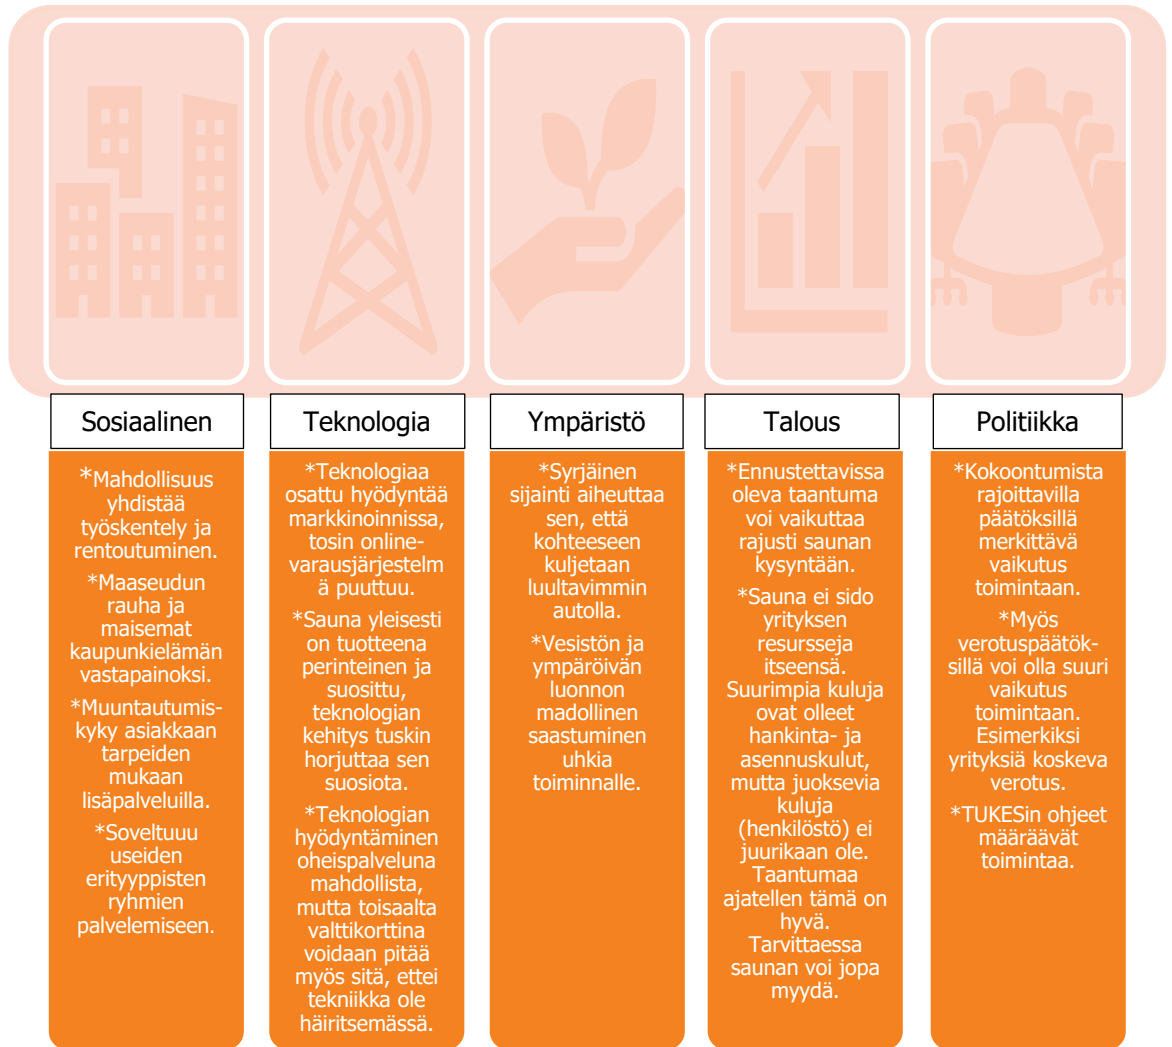 Sosiaalinen
*Mahdollisuus
yhdistää
työskentely ja
rentoutuminen.
*Maaseudun
rauha ja
maisemat
kaupunkielämän
vastapainoksi.
*Muuntautumis-
kyky asiakkaan
tarpeiden
mukaan
lisäpalveluilla.
*Soveltuuu
useiden
erityyppisten
ryhmien
palvelemiseen.
Teknologia
*Teknologiaa
osattu hyödyntää
markkinoinnissa,
tosin online-
varausjärjestelm
ä puuttuu.
*Sauna yleisesti
on tuotteena
perinteinen ja
suosittu,
teknologian
kehitys tuskin
horjuttaa sen
suosiota.
*Teknologian
hyödyntäminen
oheispalveluna
mahdollista,
mutta toisaalta
valttikorttina
voidaan pitää
myös sitä, ettei
tekniikka ole
häiritsemässä.
Ympäristö
*Syrjäinen
sijainti aiheuttaa
sen, että
kohteeseen
kuljetaan
luultavimmin
autolla.
*Vesistön ja
ympäröivän
luonnon
madollinen
saastuminen
uhkia
toiminnalle.
Talous
*Ennustettavissa
oleva taantuma
voi vaikuttaa
rajusti saunan
kysyntään.
*Sauna ei sido
yrityksen
resursseja
itseensä.
Suurimpia kuluja
ovat olleet
hankinta- ja
asennuskulut,
mutta juoksevia
kuluja
(henkilöstö) ei
juurikaan ole.
Taantumaa
ajatellen tämä on
hyvä.
Tarvittaessa
saunan voi jopa
myydä.
Politiikka
*Kokoontumista
rajoittavilla
päätöksillä
merkittävä
vaikutus
toimintaan.
*Myös
verotuspäätök-
sillä voi olla suuri
vaikutus
toimintaan.
Esimerkiksi
yrityksiä koskeva
verotus.
*TUKESin ohjeet
määräävät
toimintaa.